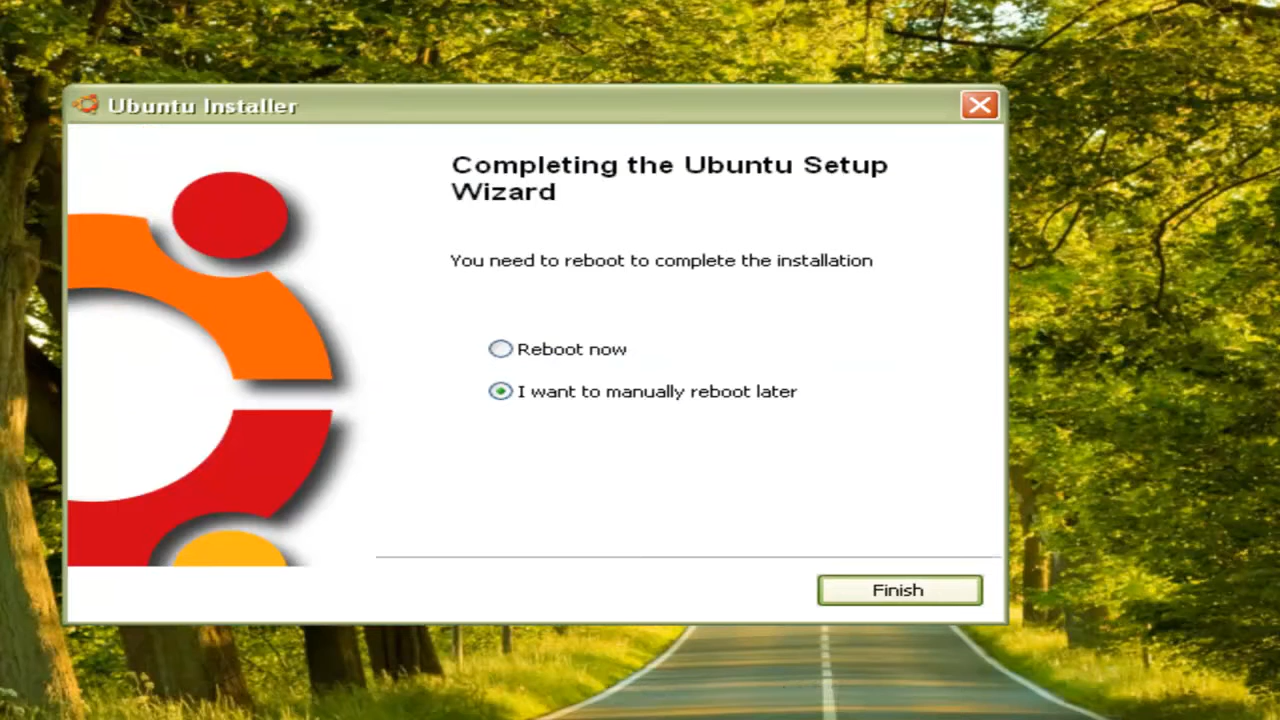 Ubuntu Installer
Completing the Ubuntu Setup
Wizard
You need to reboot to complete the installation
Reboot now
I want to manually reboot later
Finish